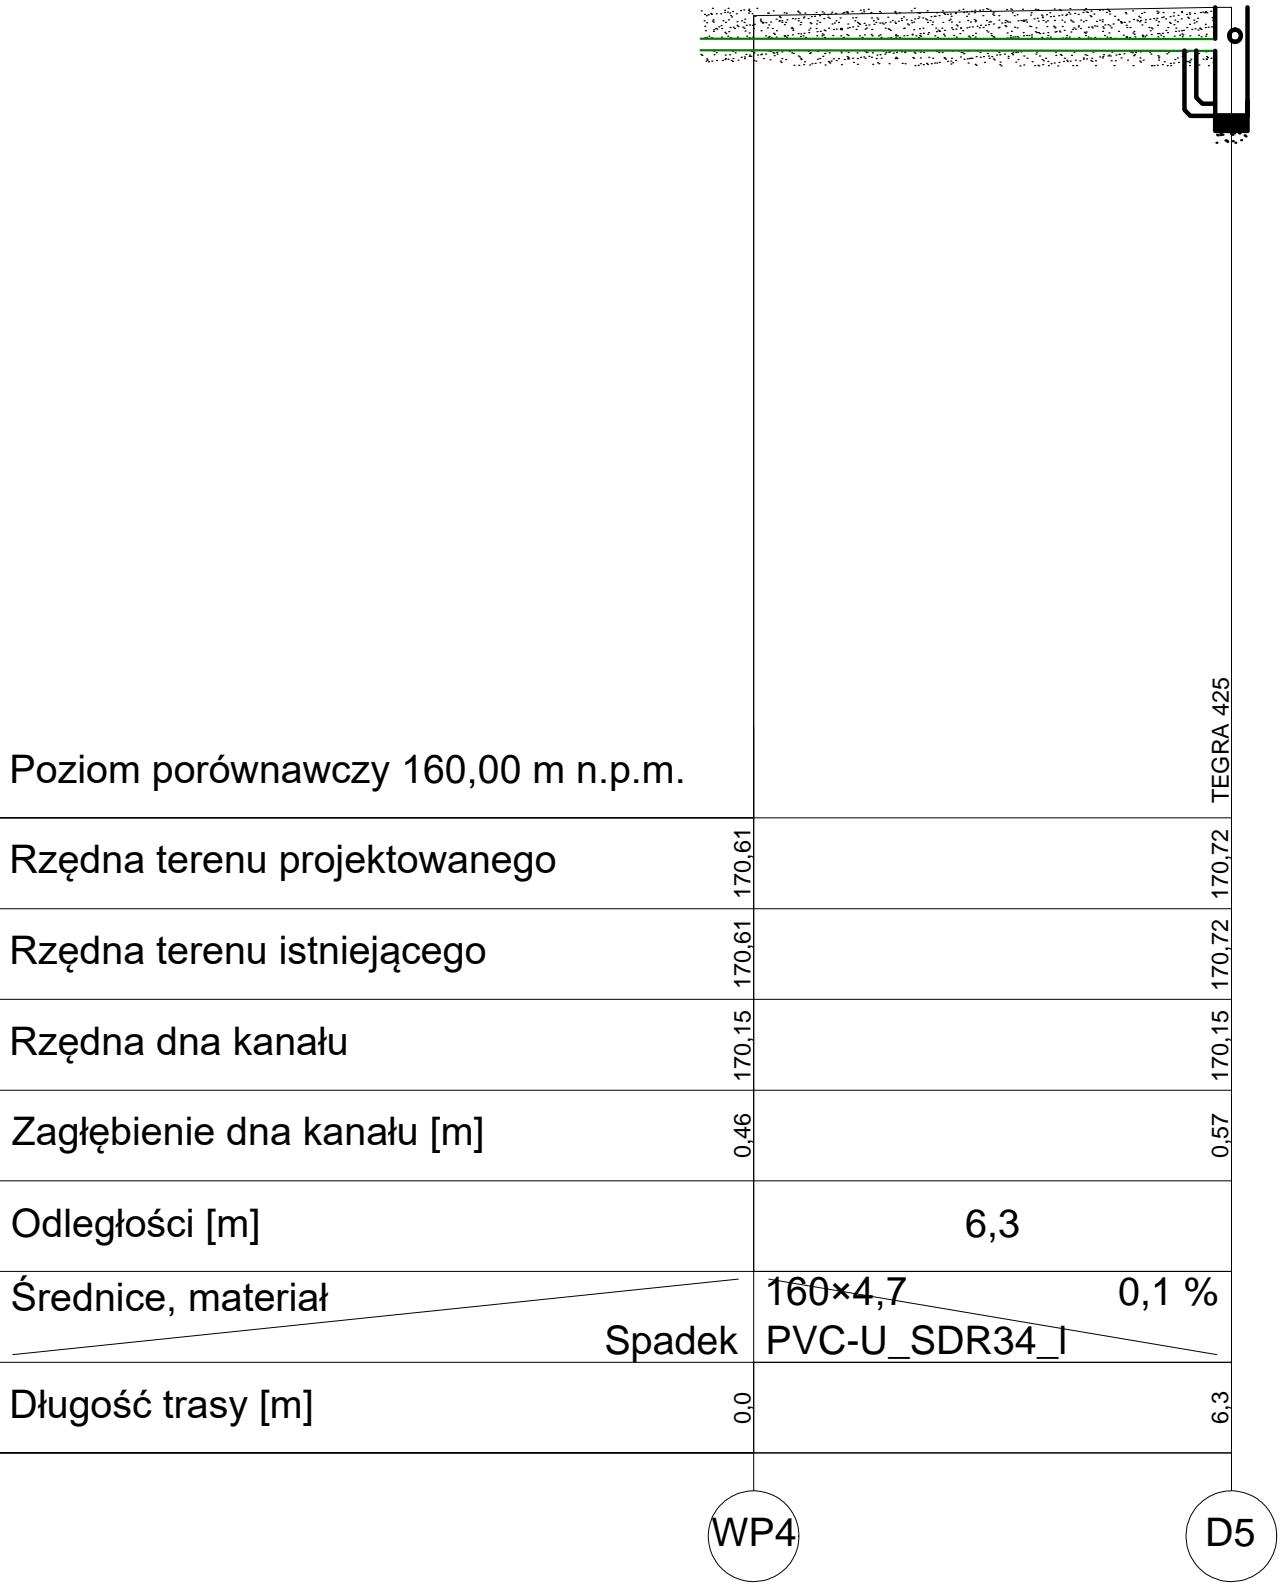 TEGRA 425
Poziom porównawczy 160,00 m n.p.m.
Rzędna terenu projektowanego 170,61 170,72
Rzędna terenu istniejącego 170,61 170,72
Rzędna dna kanału 170,15 170,15
Zagłębienie dna kanału [m] 0,46 0,57
Odległości [m] 6,3
Średnice, materiał 160×4,7 0,1 %
Spadek PVC-U_SDR34_l
Długość trasy [m] 0,0 6,3
WP4 D5